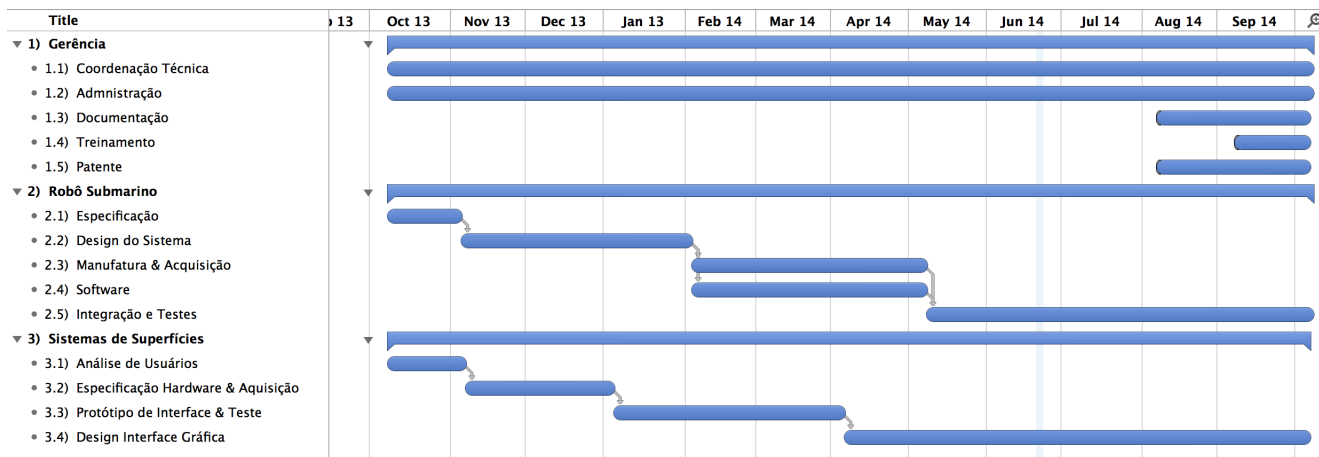 Title ɔ 13 Oct 13 Nov 13 Dec 13 Jan 13 Feb 14 Mar 14 Apr 14 May 14 Jun 14 Jul 14 Aug 14 Sep 14
1) Gerência
1.1) Coordenação Técnica
1.2) Admnistração
1.3) Documentação
1.4) Treinamento
1.5) Patente
2) Robô Submarino
2.1) Especificação
2.2) Design do Sistema
2.3) Manufatura & Acquisição
2.4) Software
2.5) Integração e Testes
3) Sistemas de Superfícies
3.1) Análise de Usuários
3.2) Especificação Hardware & Aquisição
3.3) Protótipo de Interface & Teste
3.4) Design Interface Gráfica